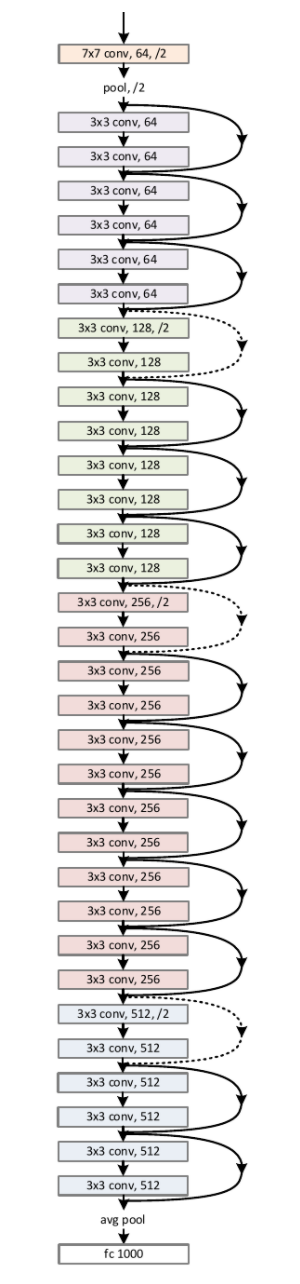 7x7 conv, 64, /2
pool, /2
3x3 conv, 64
3x3 conv, 64
3x3 conv, 64
3x3 conv, 64
3x3 conv, 64
3x3 conv, 64
3x3 conv, 128, /2
3x3 conv, 128
3x3 conv, 128
3x3 conv, 128
3x3 conv, 128
3x3 conv, 128
3x3 conv, 128
3x3 conv, 128
3x3 conv, 256, /2
3x3 conv, 256
3x3 conv, 256
3x3 conv, 256
3x3 conv, 256
3x3 conv, 256
3x3 conv, 256
3x3 conv, 256
3x3 conv, 256
3x3 conv, 256
3x3 conv, 256
3x3 conv, 256
3x3 conv, 512, /2
3x3 conv, 512
3x3 conv, 512
3x3 conv, 512
3x3 conv, 512
3x3 conv, 512
avg pool
fc 1000